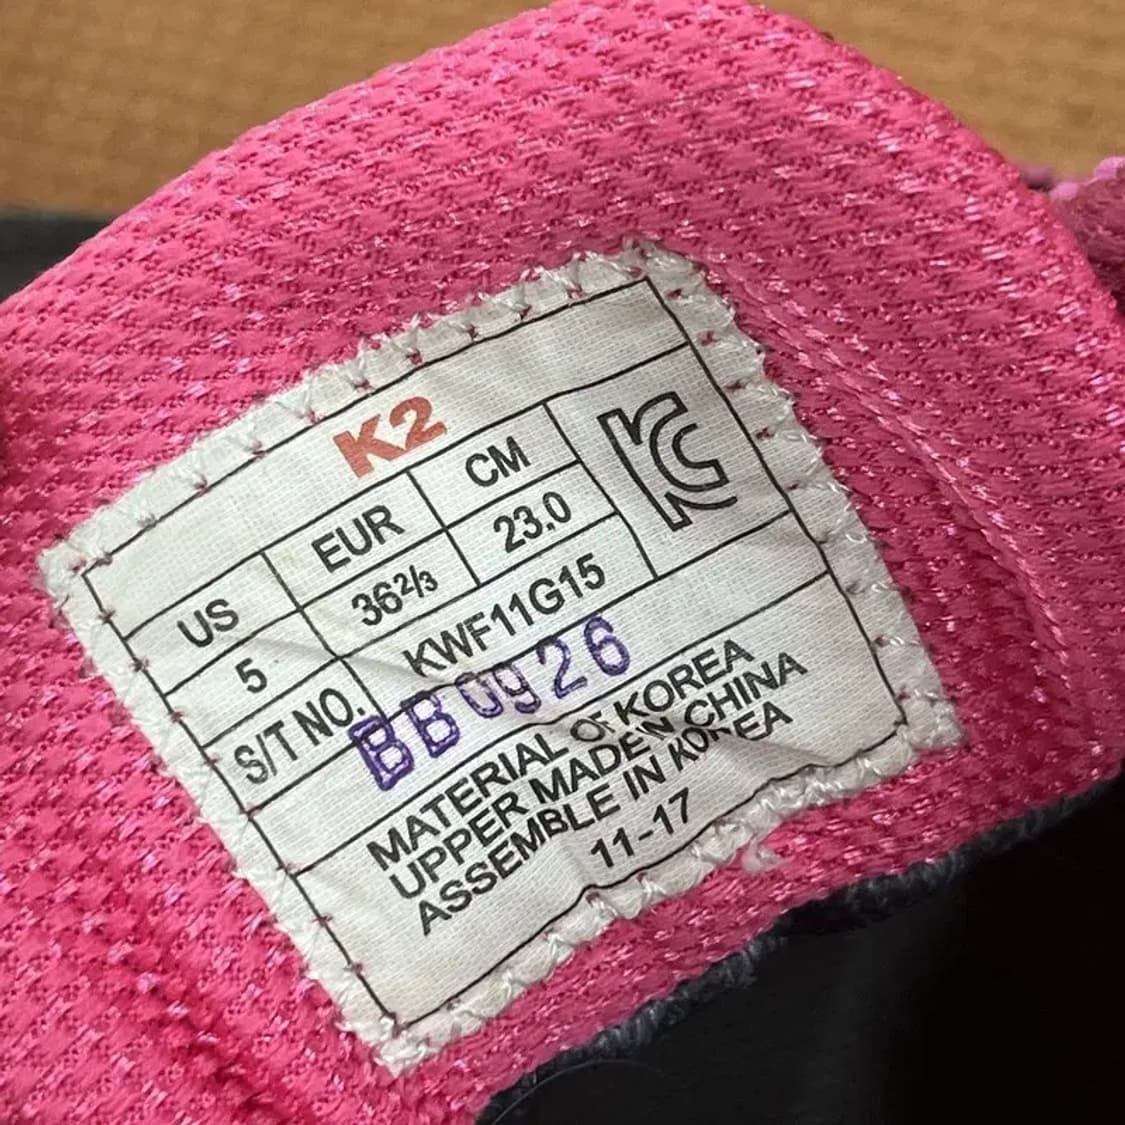 K2
US EUR CM
5 36⅔ 23.0
S/T NO. KWF11G15
BB0926
MATERIAL OF KOREA
UPPER MADE'N CHINA
ASSEMBLE IN KOREA
11-17